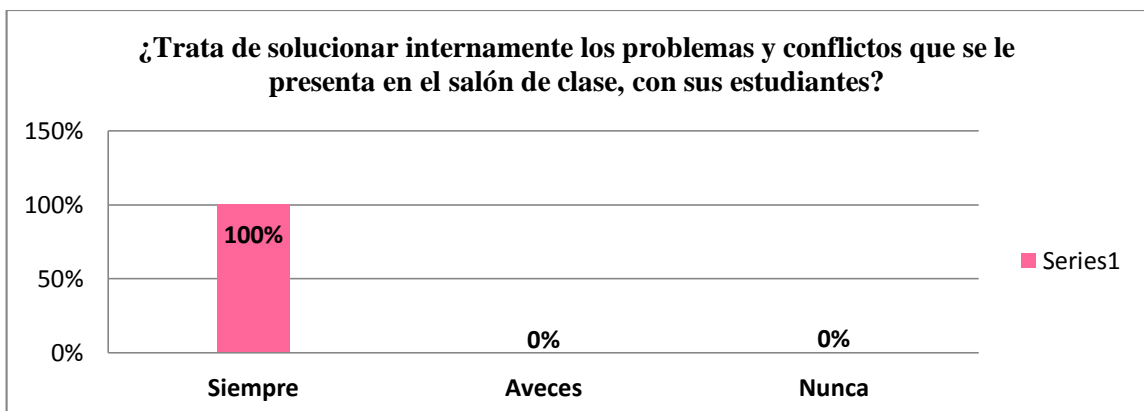 ¿Trata de solucionar internamente los problemas y conflictos que se le
presenta en el salón de clase, con sus estudiantes?
150%
100%
50%
0%
100%
0%
0%
Siempre
Aveces
Nunca
Series1